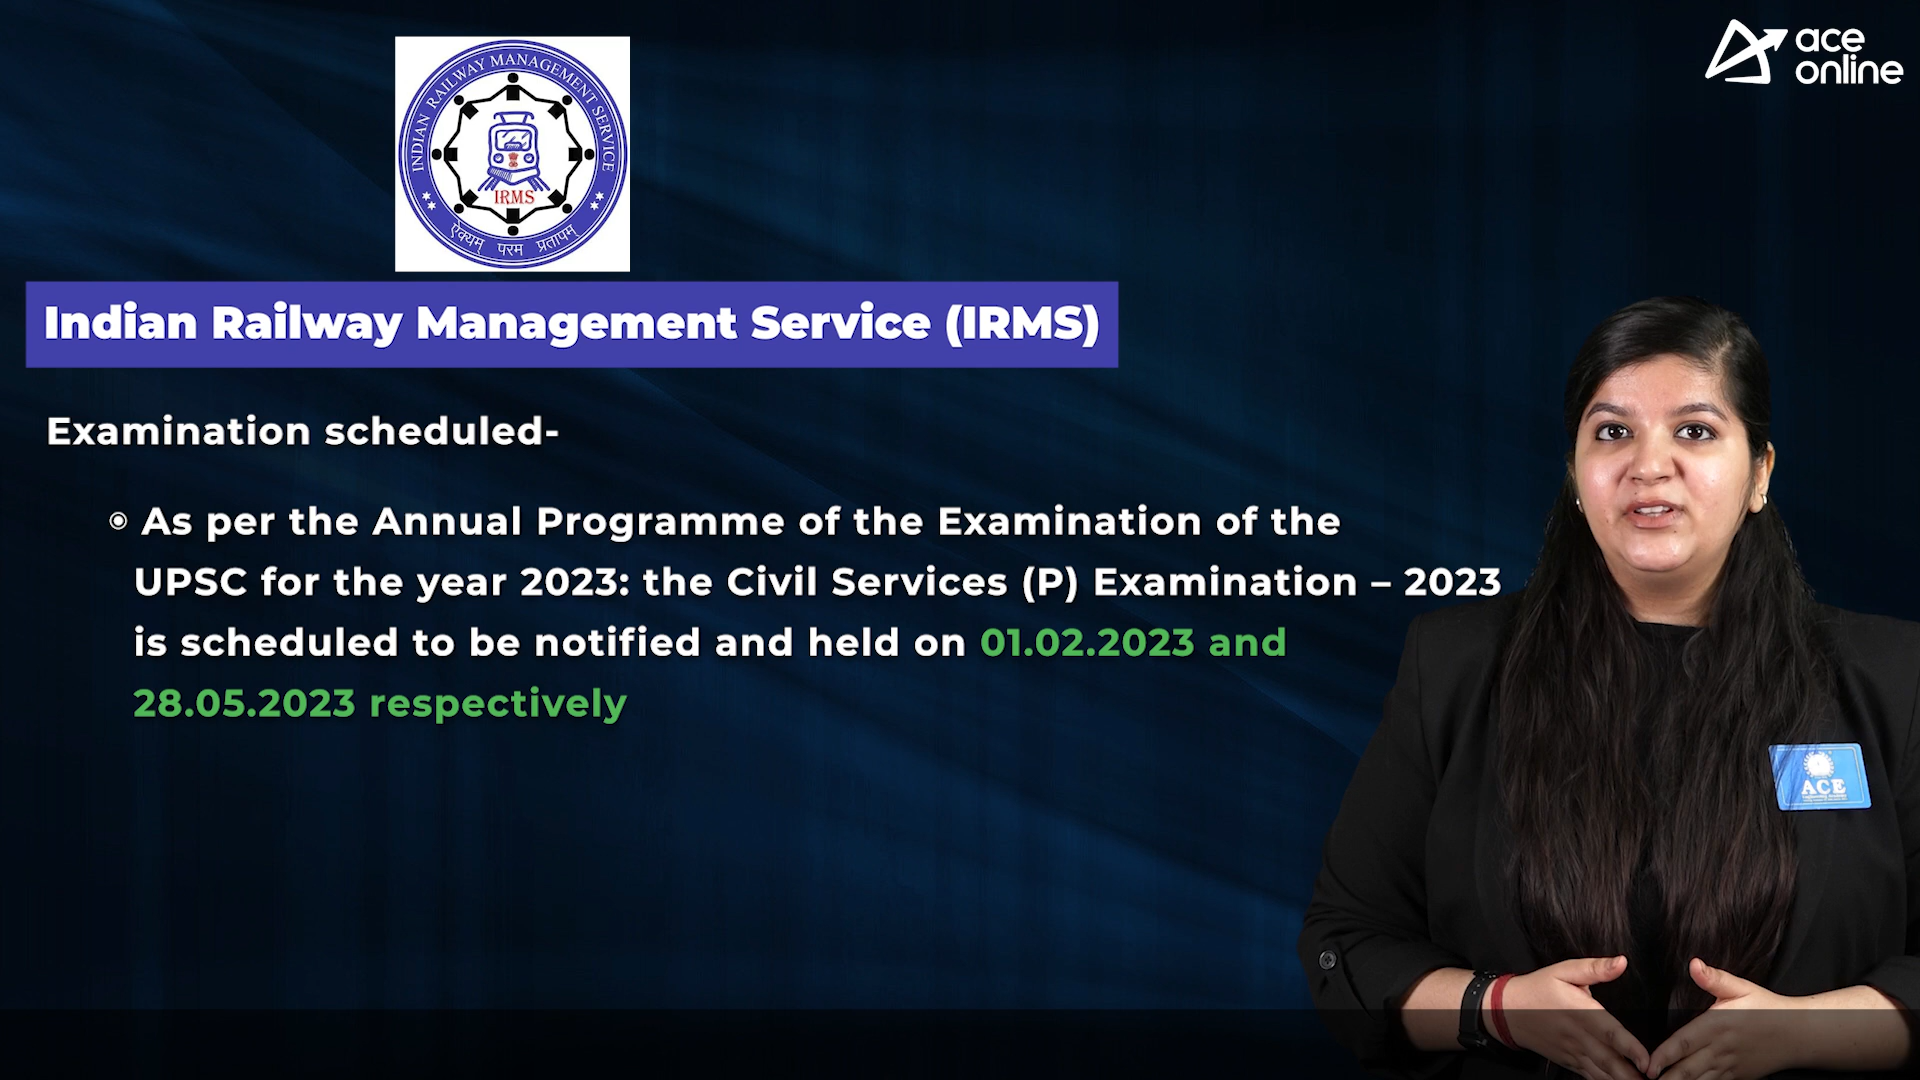 ace
online
INDIAN RAILWAY MANAGEMENT SERVICE
IRMS
ऐक्यम् परम प्रतापम्
Indian Railway Management Service (IRMS)
Examination scheduled-
As per the Annual Programme of the Examination of the
UPSC for the year 2023: the Civil Services (P) Examination – 2023
is scheduled to be notified and held on 01.02.2023 and
28.05.2023 respectively
ACE